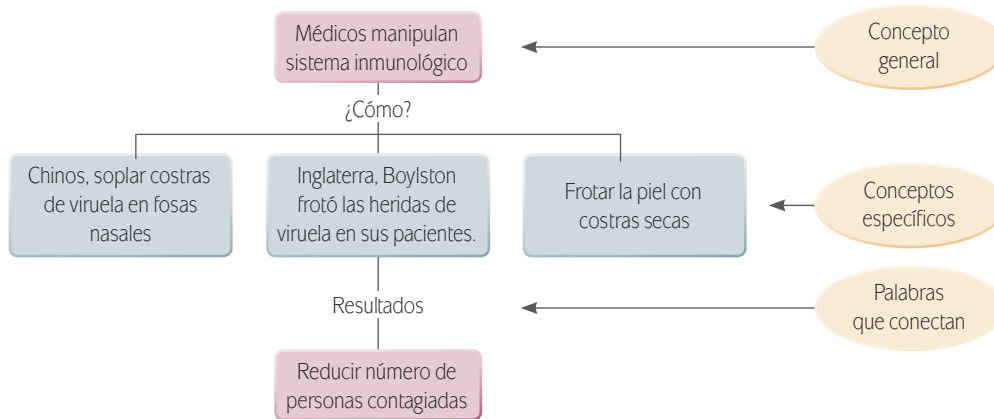 Médicos manipulan
sistema inmunológico
Concepto
general
¿Cómo?
Chinos, soplar costras
de viruela en fosas
nasales
Inglaterra, Boylston
frotó las heridas de
viruela en sus pacientes.
Frotar la piel con
costras secas
Conceptos
específicos
Resultados
Palabras
que conectan
Reducir número de
personas contagiadas